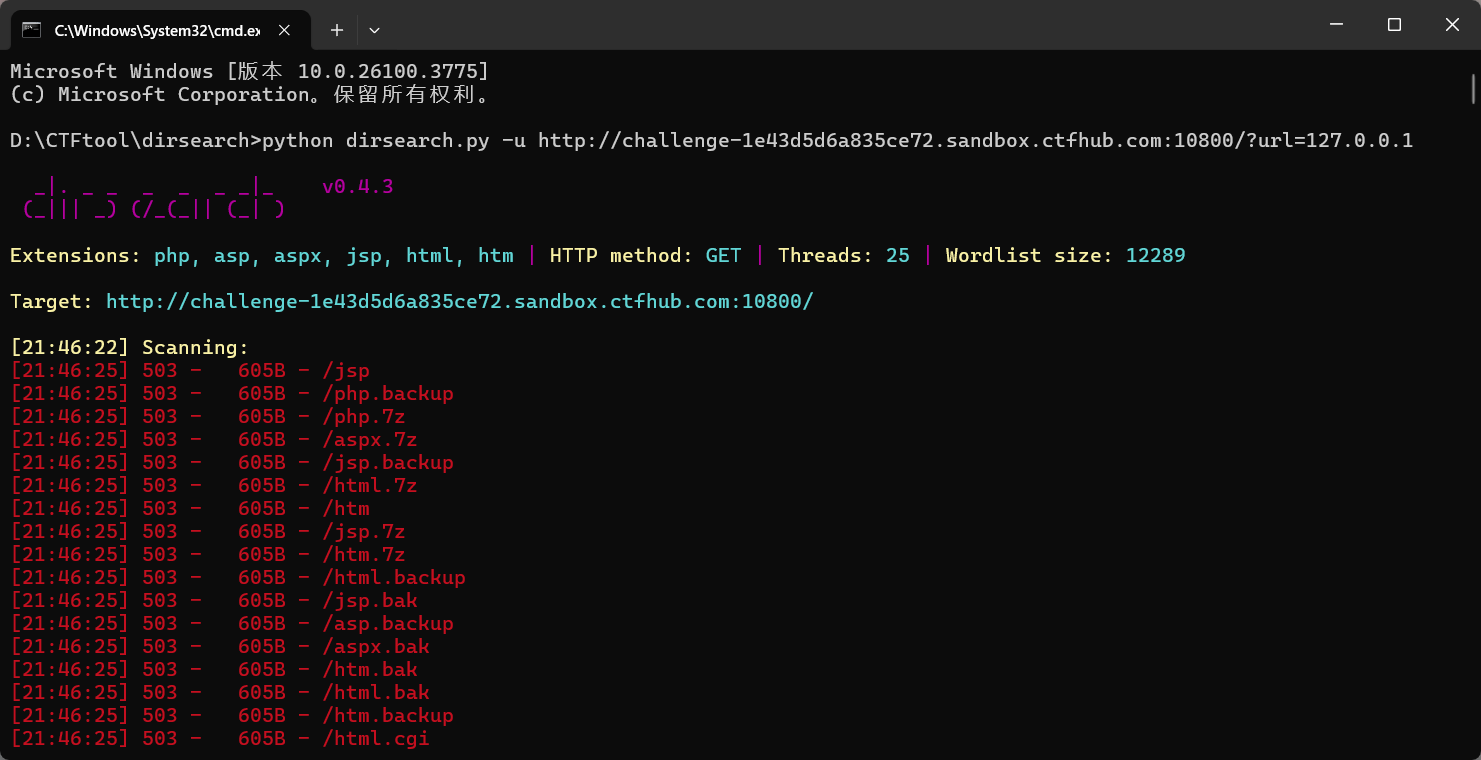 C:\Windows\System32\cmd.ex
Microsoft Windows [版本 10.0.26100.3775]
(c) Microsoft Corporation。保留所有权利。
D:\CTFtool\dirsearch>python dirsearch.py -u http://challenge-1e43d5d6a835ce72.sandbox.ctfhub.com:10800/?url=127.0.0.1
  _|. _ _  _  _  _ _|_    v0.4.3
 (_||| _) (/_(_|| (_| )
Extensions: php, asp, aspx, jsp, html, htm | HTTP method: GET | Threads: 25 | Wordlist size: 12289
Target: http://challenge-1e43d5d6a835ce72.sandbox.ctfhub.com:10800/
[21:46:22] Scanning:
[21:46:25] 503 -   605B - /jsp
[21:46:25] 503 -   605B - /php.backup
[21:46:25] 503 -   605B - /php.7z
[21:46:25] 503 -   605B - /aspx.7z
[21:46:25] 503 -   605B - /jsp.backup
[21:46:25] 503 -   605B - /html.7z
[21:46:25] 503 -   605B - /htm
[21:46:25] 503 -   605B - /jsp.7z
[21:46:25] 503 -   605B - /htm.7z
[21:46:25] 503 -   605B - /html.backup
[21:46:25] 503 -   605B - /jsp.bak
[21:46:25] 503 -   605B - /asp.backup
[21:46:25] 503 -   605B - /aspx.bak
[21:46:25] 503 -   605B - /htm.bak
[21:46:25] 503 -   605B - /html.bak
[21:46:25] 503 -   605B - /htm.backup
[21:46:25] 503 -   605B - /html.cgi